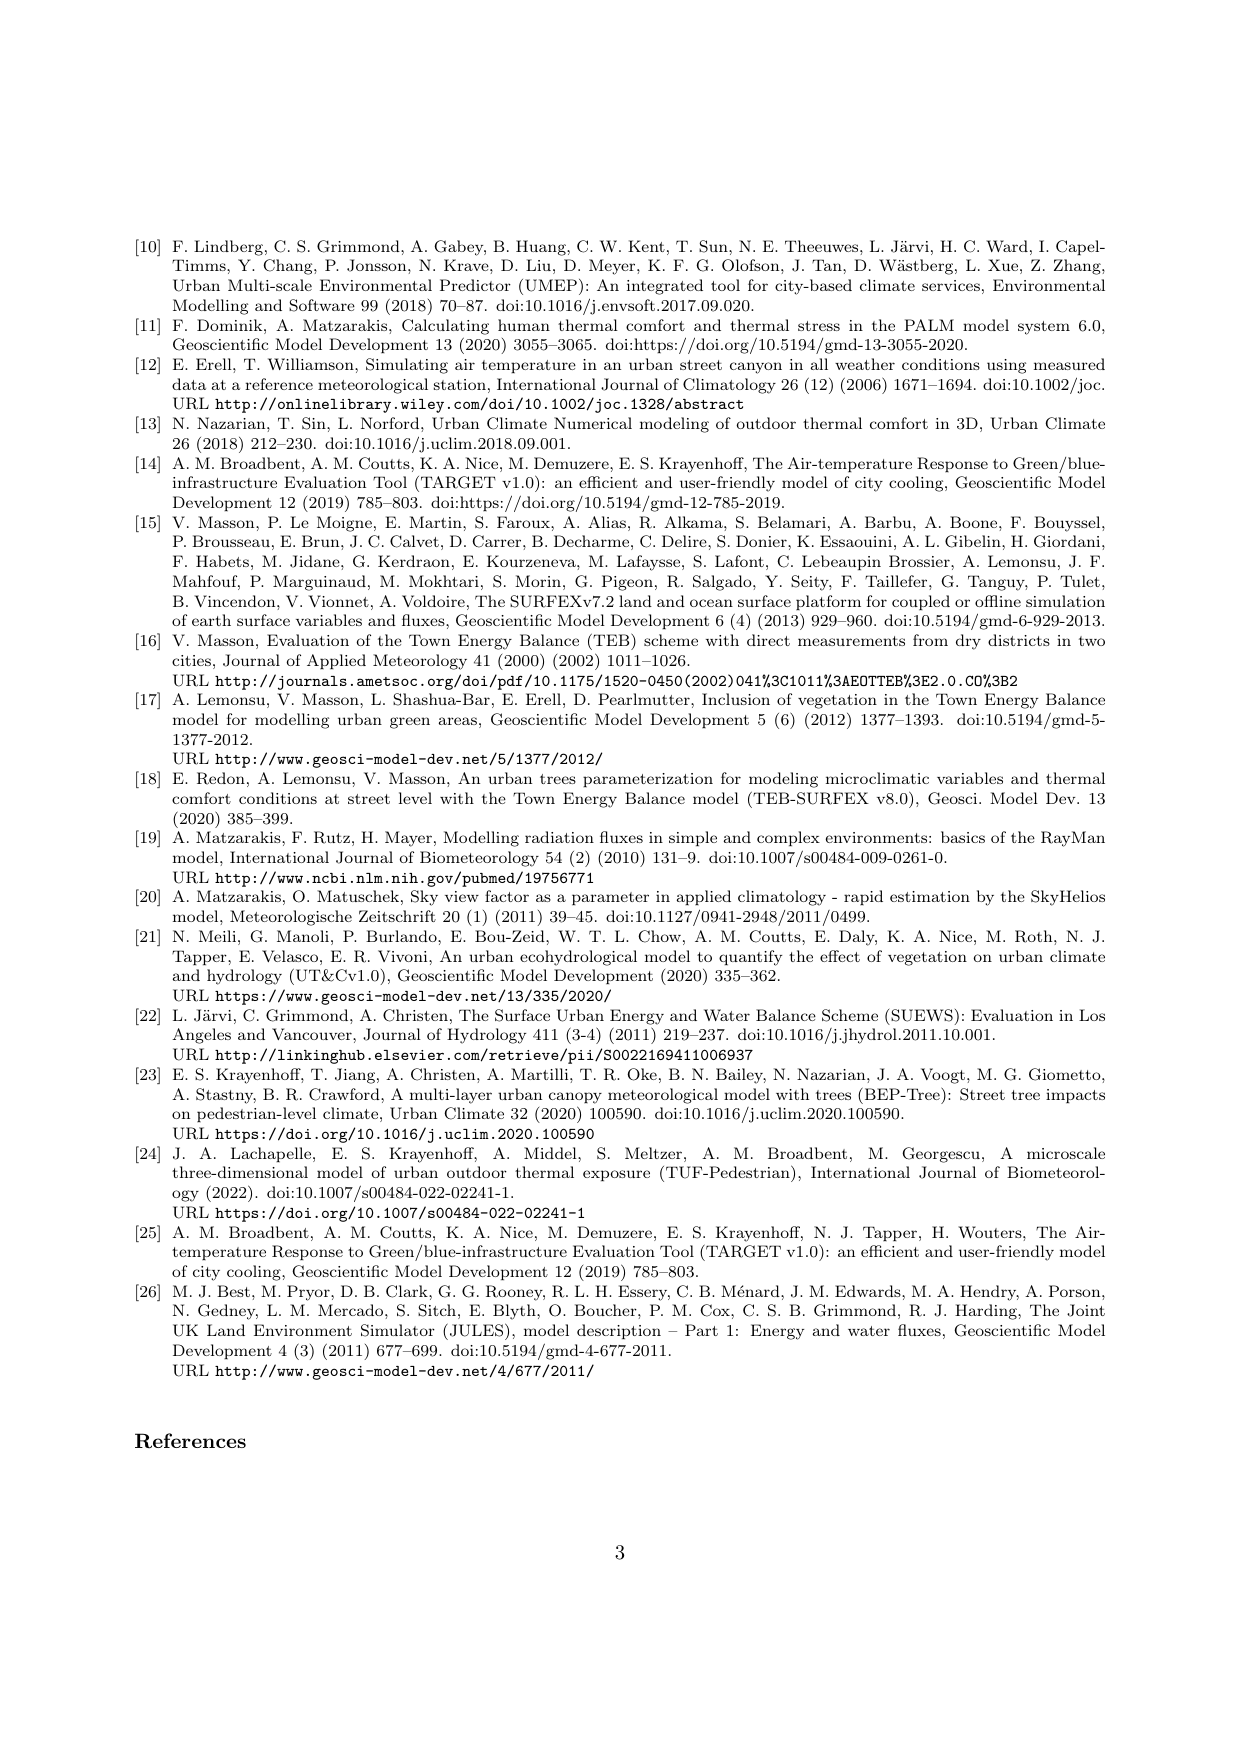 [10] F. Lindberg, C. S. Grimmond, A. Gabey, B. Huang, C. W. Kent, T. Sun, N. E. Theeuwes, L. Järvi, H. C. Ward, I. Capel-
Timms, Y. Chang, P. Jonsson, N. Krave, D. Liu, D. Meyer, K. F. G. Olofson, J. Tan, D. Wästberg, L. Xue, Z. Zhang,
Urban Multi-scale Environmental Predictor (UMEP): An integrated tool for city-based climate services, Environmental
Modelling and Software 99 (2018) 70–87. doi:10.1016/j.envsoft.2017.09.020.
[11] F. Dominik, A. Matzarakis, Calculating human thermal comfort and thermal stress in the PALM model system 6.0,
Geoscientific Model Development 13 (2020) 3055–3065. doi:https://doi.org/10.5194/gmd-13-3055-2020.
[12] E. Erell, T. Williamson, Simulating air temperature in an urban street canyon in all weather conditions using measured
data at a reference meteorological station, International Journal of Climatology 26 (12) (2006) 1671–1694. doi:10.1002/joc.
URL http://onlinelibrary.wiley.com/doi/10.1002/joc.1328/abstract
[13] N. Nazarian, T. Sin, L. Norford, Urban Climate Numerical modeling of outdoor thermal comfort in 3D, Urban Climate
26 (2018) 212–230. doi:10.1016/j.uclim.2018.09.001.
[14] A. M. Broadbent, A. M. Coutts, K. A. Nice, M. Demuzere, E. S. Krayenhoff, The Air-temperature Response to Green/blue-
infrastructure Evaluation Tool (TARGET v1.0): an efficient and user-friendly model of city cooling, Geoscientific Model
Development 12 (2019) 785–803. doi:https://doi.org/10.5194/gmd-12-785-2019.
[15] V. Masson, P. Le Moigne, E. Martin, S. Faroux, A. Alias, R. Alkama, S. Belamari, A. Barbu, A. Boone, F. Bouyssel,
P. Brousseau, E. Brun, J. C. Calvet, D. Carrer, B. Decharme, C. Delire, S. Donier, K. Essaouini, A. L. Gibelin, H. Giordani,
F. Habets, M. Jidane, G. Kerdraon, E. Kourzeneva, M. Lafaysse, S. Lafont, C. Lebeaupin Brossier, A. Lemonsu, J. F.
Mahfouf, P. Marguinaud, M. Mokhtari, S. Morin, G. Pigeon, R. Salgado, Y. Seity, F. Taillefer, G. Tanguy, P. Tulet,
B. Vincendon, V. Vionnet, A. Voldoire, The SURFEXv7.2 land and ocean surface platform for coupled or offline simulation
of earth surface variables and fluxes, Geoscientific Model Development 6 (4) (2013) 929–960. doi:10.5194/gmd-6-929-2013.
[16] V. Masson, Evaluation of the Town Energy Balance (TEB) scheme with direct measurements from dry districts in two
cities, Journal of Applied Meteorology 41 (2000) (2002) 1011–1026.
URL http://journals.ametsoc.org/doi/pdf/10.1175/1520-0450(2002)041%3C1011%3AEOTTEB%3E2.0.CO%3B2
[17] A. Lemonsu, V. Masson, L. Shashua-Bar, E. Erell, D. Pearlmutter, Inclusion of vegetation in the Town Energy Balance
model for modelling urban green areas, Geoscientific Model Development 5 (6) (2012) 1377–1393. doi:10.5194/gmd-5-
1377-2012.
URL http://www.geosci-model-dev.net/5/1377/2012/
[18] E. Redon, A. Lemonsu, V. Masson, An urban trees parameterization for modeling microclimatic variables and thermal
comfort conditions at street level with the Town Energy Balance model (TEB-SURFEX v8.0), Geosci. Model Dev. 13
(2020) 385–399.
[19] A. Matzarakis, F. Rutz, H. Mayer, Modelling radiation fluxes in simple and complex environments: basics of the RayMan
model, International Journal of Biometeorology 54 (2) (2010) 131–9. doi:10.1007/s00484-009-0261-0.
URL http://www.ncbi.nlm.nih.gov/pubmed/19756771
[20] A. Matzarakis, O. Matuschek, Sky view factor as a parameter in applied climatology - rapid estimation by the SkyHelios
model, Meteorologische Zeitschrift 20 (1) (2011) 39–45. doi:10.1127/0941-2948/2011/0499.
[21] N. Meili, G. Manoli, P. Burlando, E. Bou-Zeid, W. T. L. Chow, A. M. Coutts, E. Daly, K. A. Nice, M. Roth, N. J.
Tapper, E. Velasco, E. R. Vivoni, An urban ecohydrological model to quantify the effect of vegetation on urban climate
and hydrology (UT&Cv1.0), Geoscientific Model Development (2020) 335–362.
URL https://www.geosci-model-dev.net/13/335/2020/
[22] L. Järvi, C. Grimmond, A. Christen, The Surface Urban Energy and Water Balance Scheme (SUEWS): Evaluation in Los
Angeles and Vancouver, Journal of Hydrology 411 (3-4) (2011) 219–237. doi:10.1016/j.jhydrol.2011.10.001.
URL http://linkinghub.elsevier.com/retrieve/pii/S0022169411006937
[23] E. S. Krayenhoff, T. Jiang, A. Christen, A. Martilli, T. R. Oke, B. N. Bailey, N. Nazarian, J. A. Voogt, M. G. Giometto,
A. Stastny, B. R. Crawford, A multi-layer urban canopy meteorological model with trees (BEP-Tree): Street tree impacts
on pedestrian-level climate, Urban Climate 32 (2020) 100590. doi:10.1016/j.uclim.2020.100590.
URL https://doi.org/10.1016/j.uclim.2020.100590
[24] J. A. Lachapelle, E. S. Krayenhoff, A. Middel, S. Meltzer, A. M. Broadbent, M. Georgescu, A microscale
three-dimensional model of urban outdoor thermal exposure (TUF-Pedestrian), International Journal of Biometeorol-
ogy (2022). doi:10.1007/s00484-022-02241-1.
URL https://doi.org/10.1007/s00484-022-02241-1
[25] A. M. Broadbent, A. M. Coutts, K. A. Nice, M. Demuzere, E. S. Krayenhoff, N. J. Tapper, H. Wouters, The Air-
temperature Response to Green/blue-infrastructure Evaluation Tool (TARGET v1.0): an efficient and user-friendly model
of city cooling, Geoscientific Model Development 12 (2019) 785–803.
[26] M. J. Best, M. Pryor, D. B. Clark, G. G. Rooney, R. L. H. Essery, C. B. Ménard, J. M. Edwards, M. A. Hendry, A. Porson,
N. Gedney, L. M. Mercado, S. Sitch, E. Blyth, O. Boucher, P. M. Cox, C. S. B. Grimmond, R. J. Harding, The Joint
UK Land Environment Simulator (JULES), model description – Part 1: Energy and water fluxes, Geoscientific Model
Development 4 (3) (2011) 677–699. doi:10.5194/gmd-4-677-2011.
URL http://www.geosci-model-dev.net/4/677/2011/
References
3